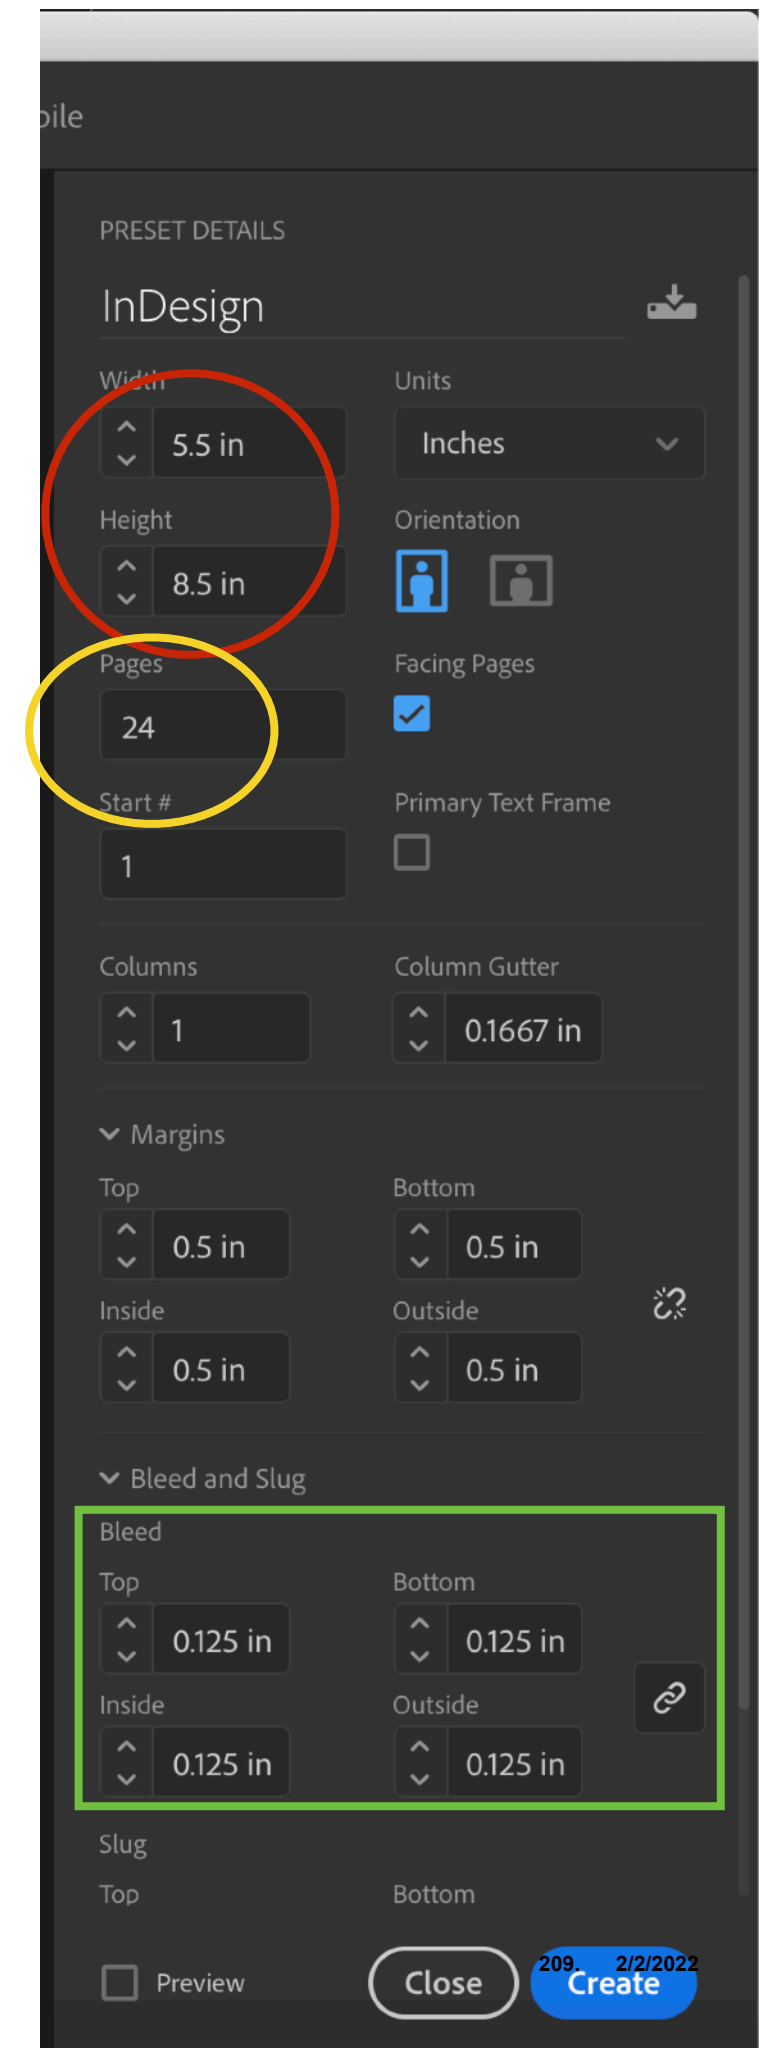 bile
PRESET DETAILS
InDesign
Width Units
5.5 in Inches
Height Orientation
8.5 in
Pages Facing Pages
24
Start # Primary Text Frame
1
Columns Column Gutter
1 0.1667 in
Margins
Top Bottom
0.5 in 0.5 in
Inside Outside
0.5 in 0.5 in
Bleed and Slug
Bleed
Top Bottom
0.125 in 0.125 in
Inside Outside
0.125 in 0.125 in
Slug
Top Bottom
209. 2/2/2022
Preview Close Create